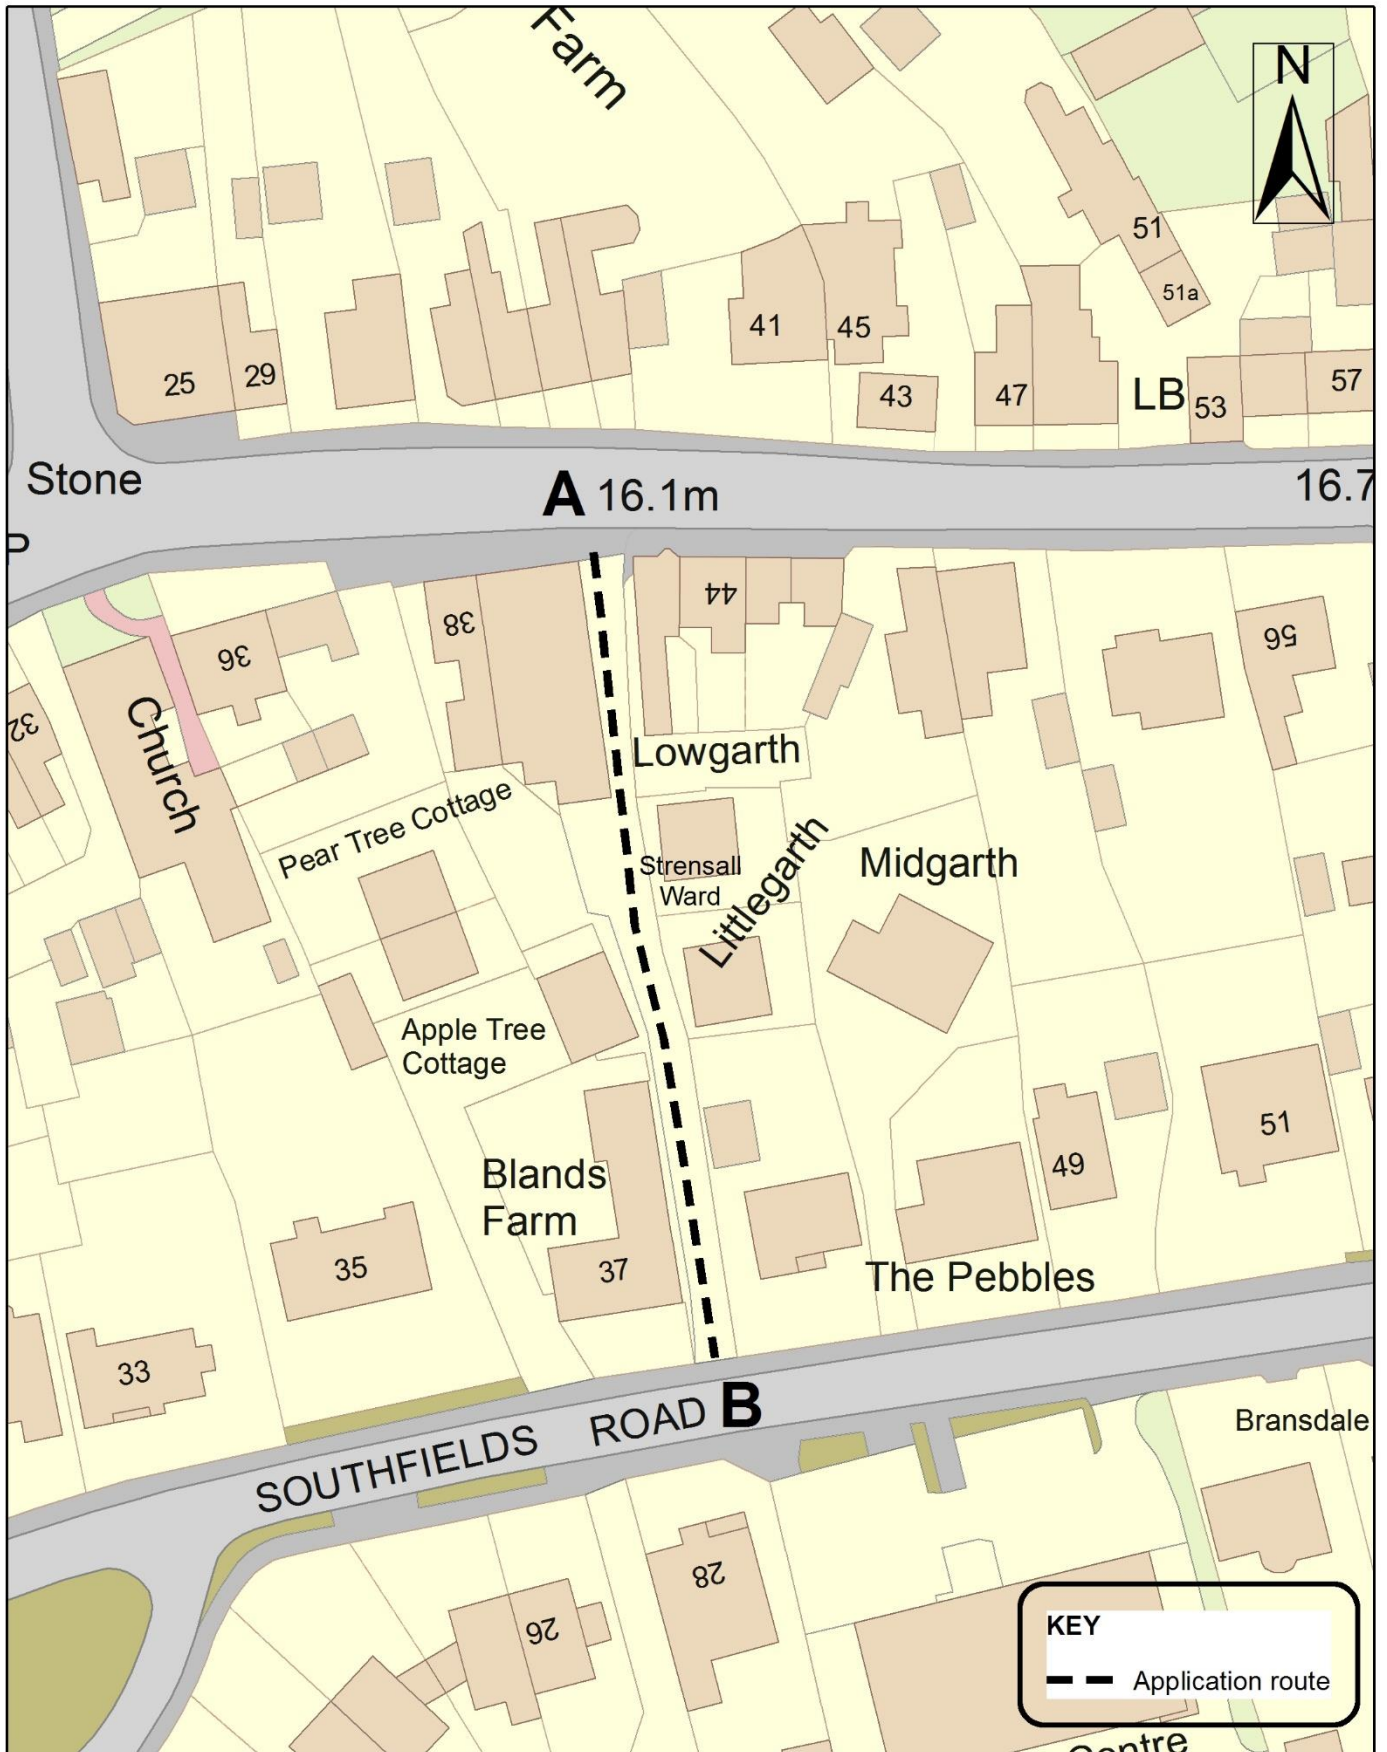 Farm
N
51
51a
41
45
25
29
43
47
LB
53
57
Stone
A 16.1m
16.7
P
38
44
36
56
32
Church
Lowgarth
Pear Tree Cottage
Strensall
Ward
Littlegarth
Midgarth
Apple Tree
Cottage
Blands
Farm
49
51
35
37
The Pebbles
33
SOUTHFIELDS ROAD
B
Bransdale
28
26
KEY
Application route
Centre